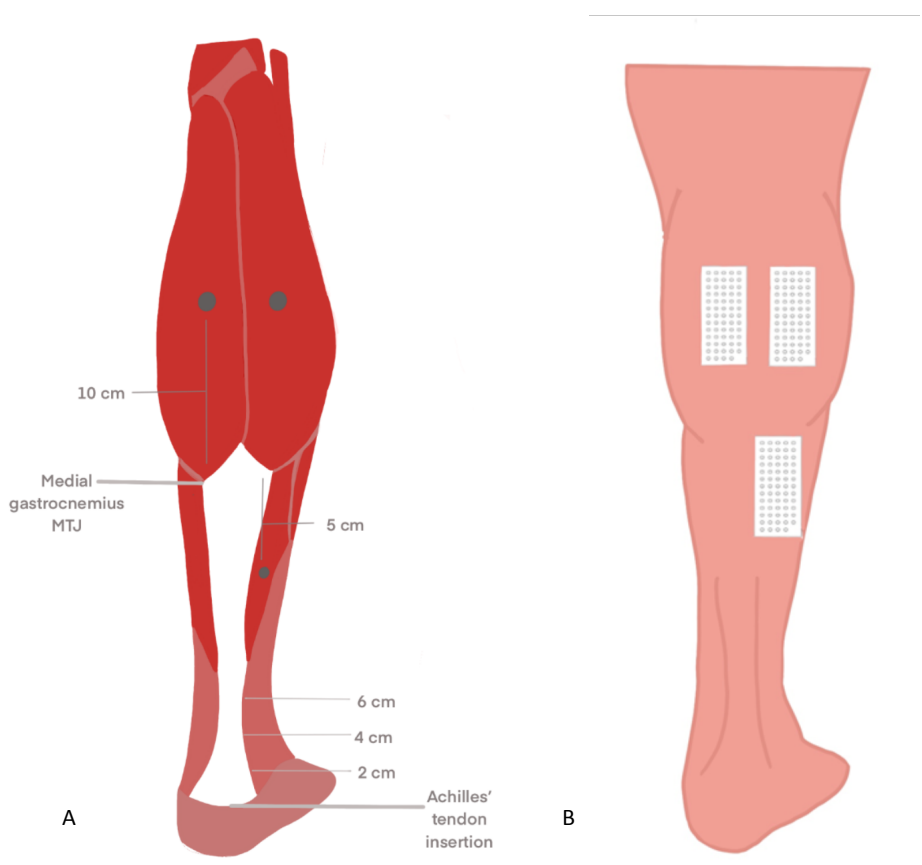 10 cm
Medial
gastrocnemius
MTJ
5 cm
6 cm
4 cm
2 cm
Achilles’
tendon
insertion
A
B